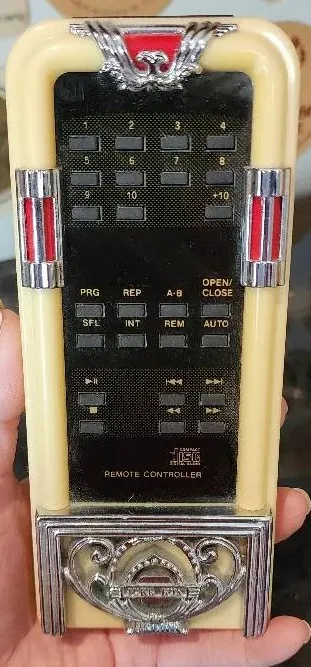 1 2 3 4
5 6 7 8
9 10 +10
PRG REP A-B OPEN/
CLOSE
SFL INT REM AUTO
COMPACT
disc
DIGITAL AUDIO
REMOTE CONTROLLER